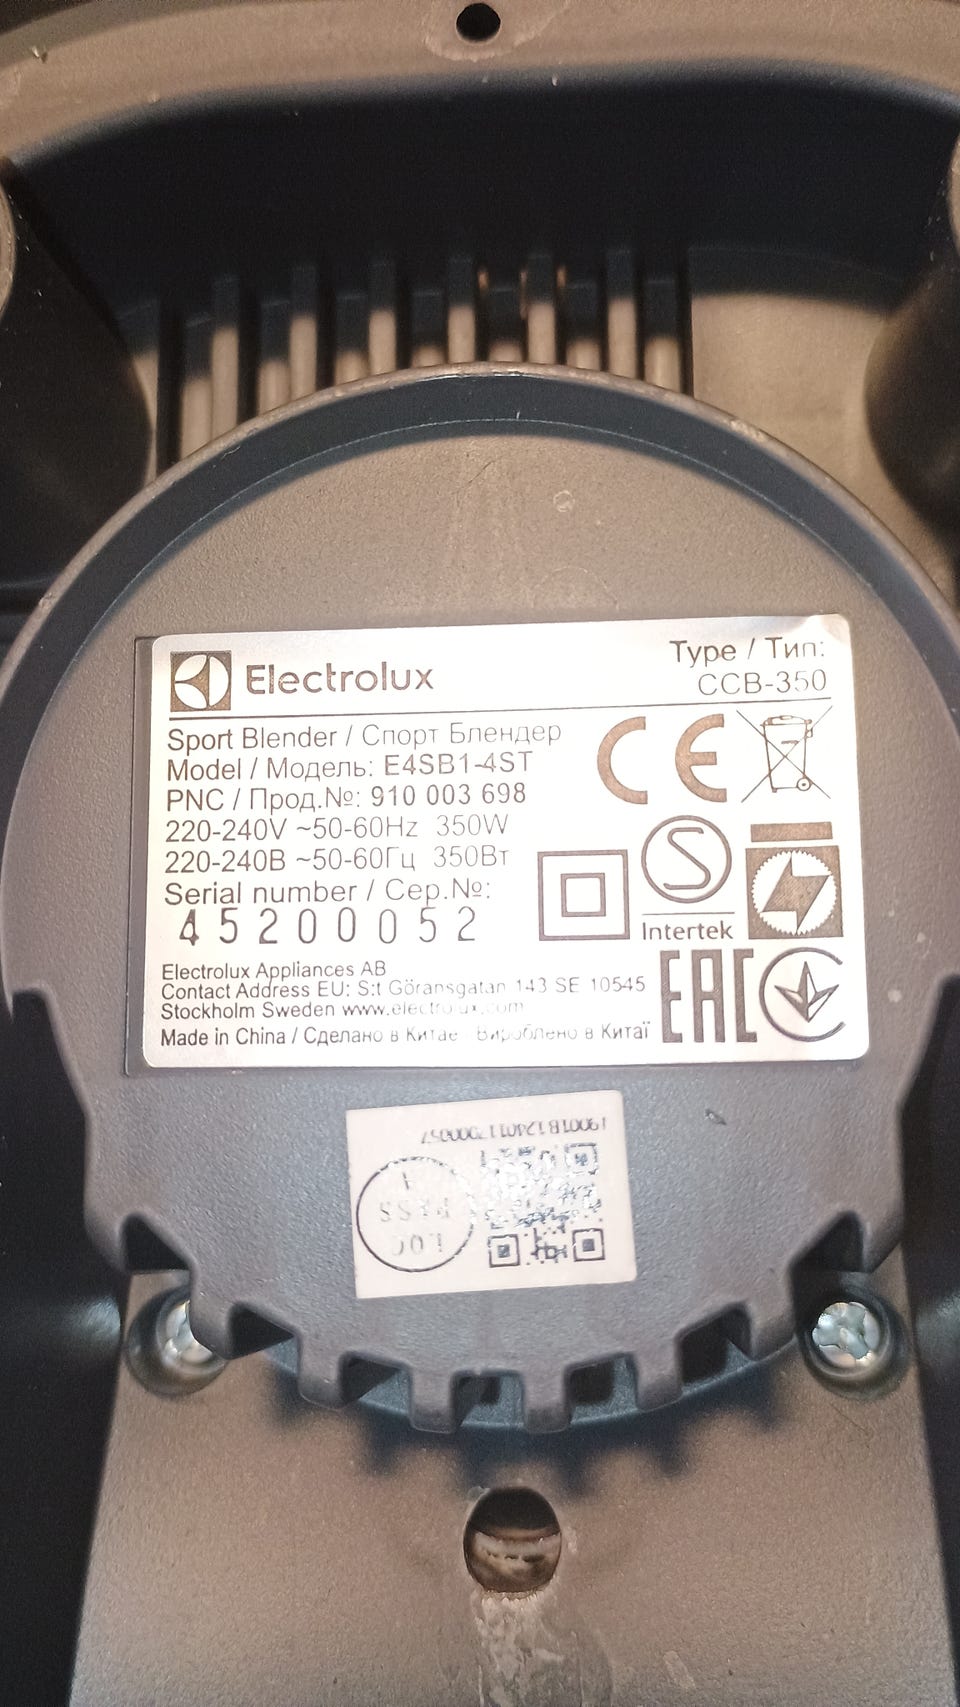 Electrolux
Type / Тип:
CCB-350
Sport Blender / Спорт Блендер
Model / Модель: E4SB1-4ST
PNC / Прод.№: 910 003 698
220-240V ~50-60Hz 350W
220-240В ~50-60Гц 350Вт
Serial number / Сер.№:
45200052
Intertek
Electrolux Appliances AB
Contact Address EU: S:t Göransgatan 143 SE 10545
Stockholm Sweden www.electrolux.com
Made in China / Сделано в Китае Вироблено в Китаї
CE
S
EAC
PASS